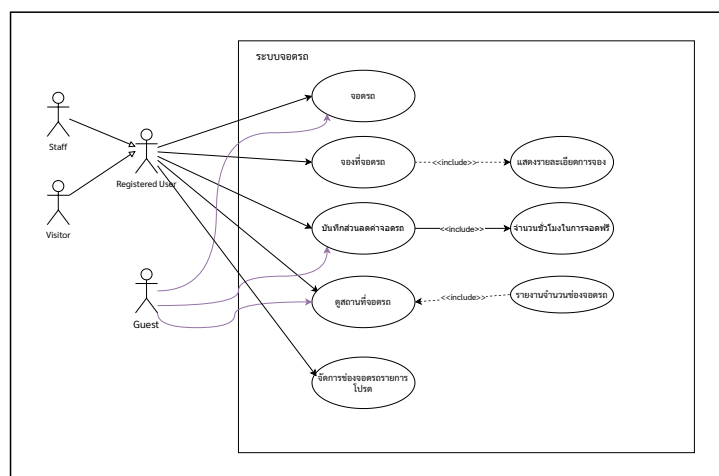 ระบบจอดรถ
จอดรถ
Staff
จองที่จอดรถ
<<include>>
แสดงรายละเอียดการจอง
Registered User
Visitor
บันทึกส่วนลดค่าจอดรถ
<<include>>
จำนวนชั่วโมงในการจอดฟรี
ดูสถานที่จอดรถ
<<include>>
รายงานจำนวนช่องจอดรถ
Guest
จัดการช่องจอดรถรายการ
โปรด